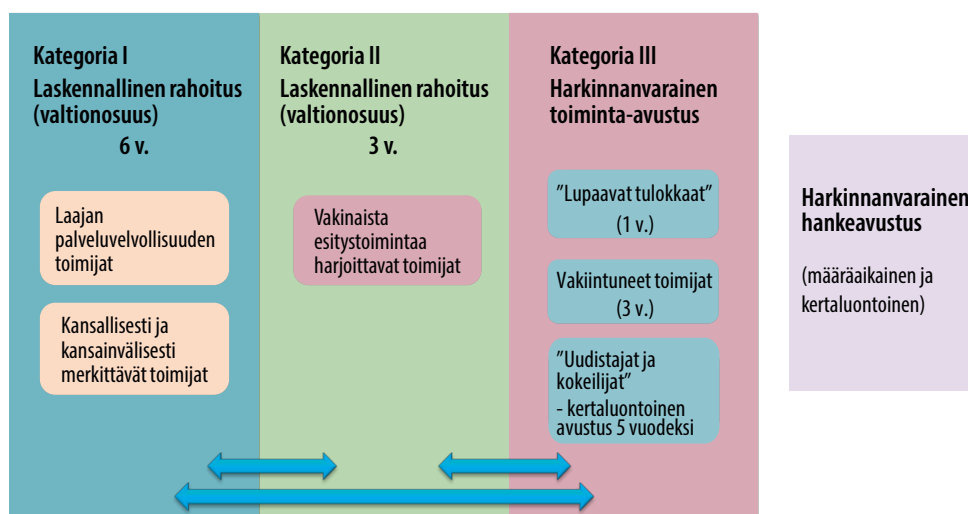 Kategoria I
Laskennallinen rahoitus
(valtionosuus)
6 v.
Laajan
palveluvelvollisuuden
toimijat
Kansallisesti ja
kansainvälisesti
merkittävät toimijat
Kategoria II
Laskennallinen rahoitus
(valtionosuus)
3 v.
Vakinaista
esitystoimintaa
harjoittavat toimijat
Kategoria III
Harkinnanvarainen
toiminta-avustus
”Lupaavat tulokkaat”
(1 v.)
Vakiintuneet toimijat
(3 v.)
”Uudistajat ja
kokeilijat”
- kertaluontoinen
avustus 5 vuodeksi
Harkinnanvarainen
hankeavustus
(määräaikainen ja
kertaluontoinen)